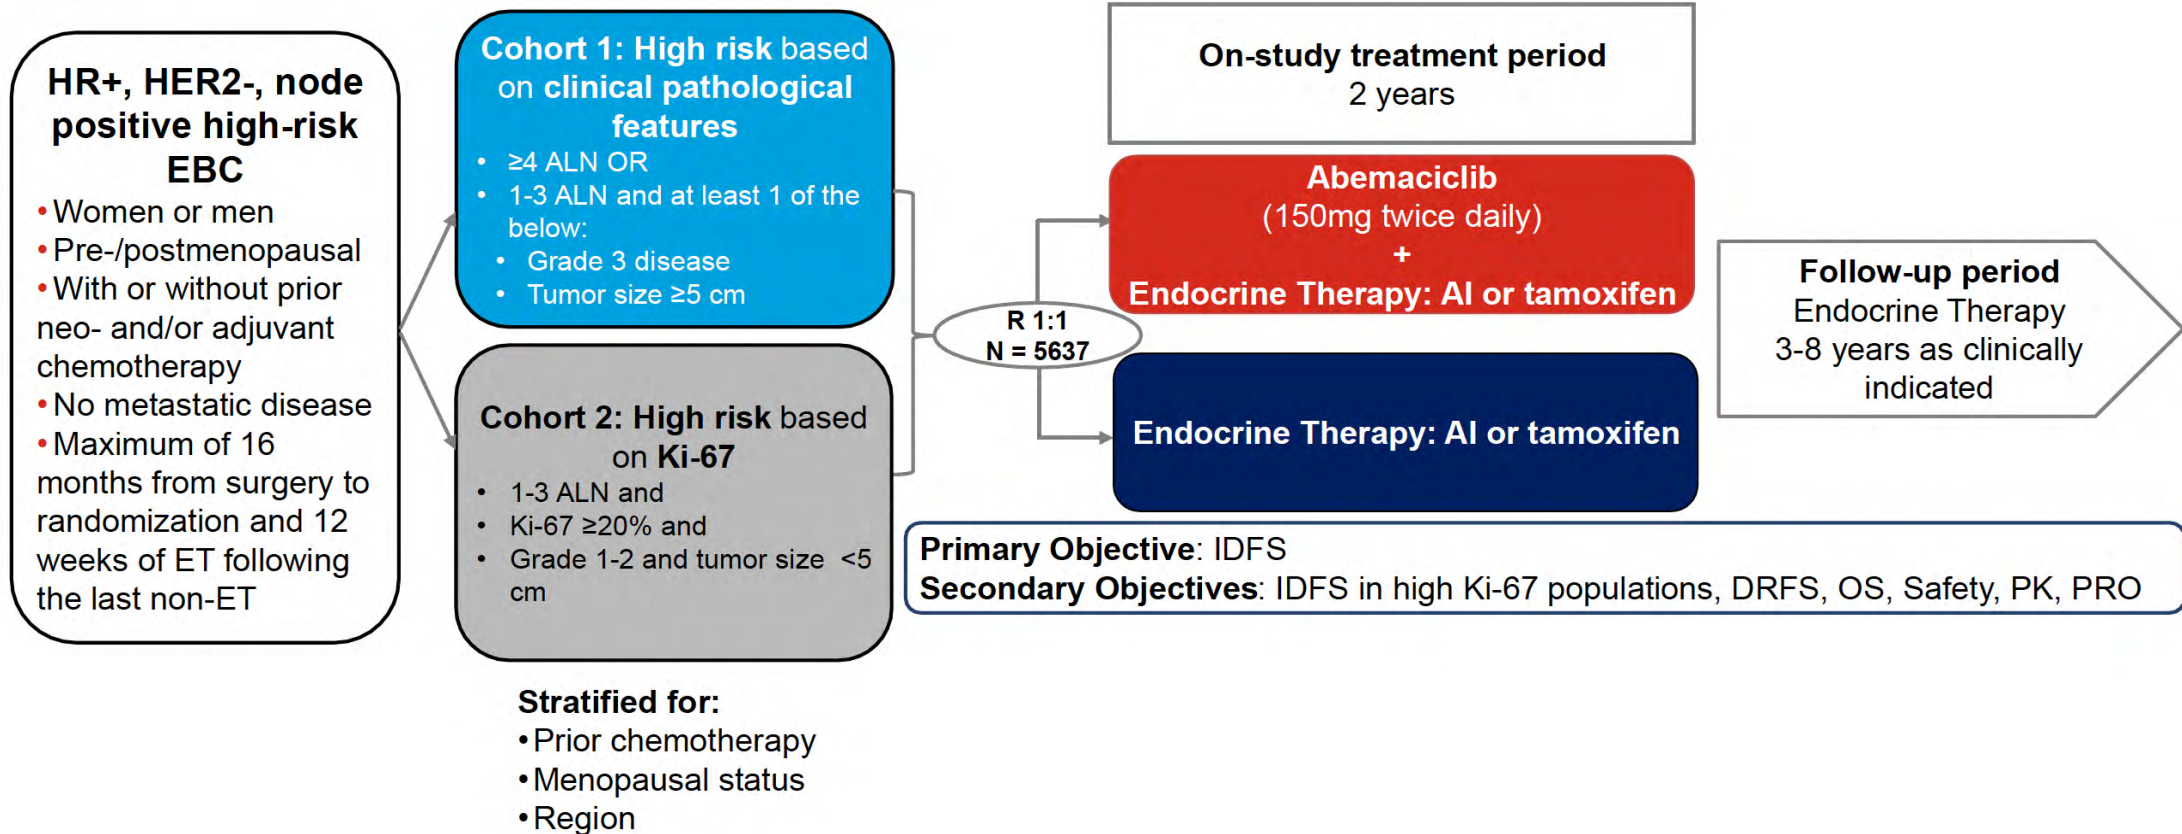 HR+, HER2-, node
positive high-risk
EBC
•Women or men
•Pre-/postmenopausal
•With or without prior
neo- and/or adjuvant
chemotherapy
•No metastatic disease
•Maximum of 16
months from surgery to
randomization and 12
weeks of ET following
the last non-ET
Cohort 1: High risk based
on clinical pathological
features
• ≥4 ALN OR
• 1-3 ALN and at least 1 of the
below:
• Grade 3 disease
• Tumor size ≥5 cm
Cohort 2: High risk based
on Ki-67
• 1-3 ALN and
• Ki-67 ≥20% and
• Grade 1-2 and tumor size <5
cm
Stratified for:
•Prior chemotherapy
•Menopausal status
•Region
R 1:1
N = 5637
On-study treatment period
2 years
Abemaciclib
(150mg twice daily)
+
Endocrine Therapy: AI or tamoxifen
Endocrine Therapy: AI or tamoxifen
Follow-up period
Endocrine Therapy
3-8 years as clinically
indicated
Primary Objective: IDFS
Secondary Objectives: IDFS in high Ki-67 populations, DRFS, OS, Safety, PK, PRO